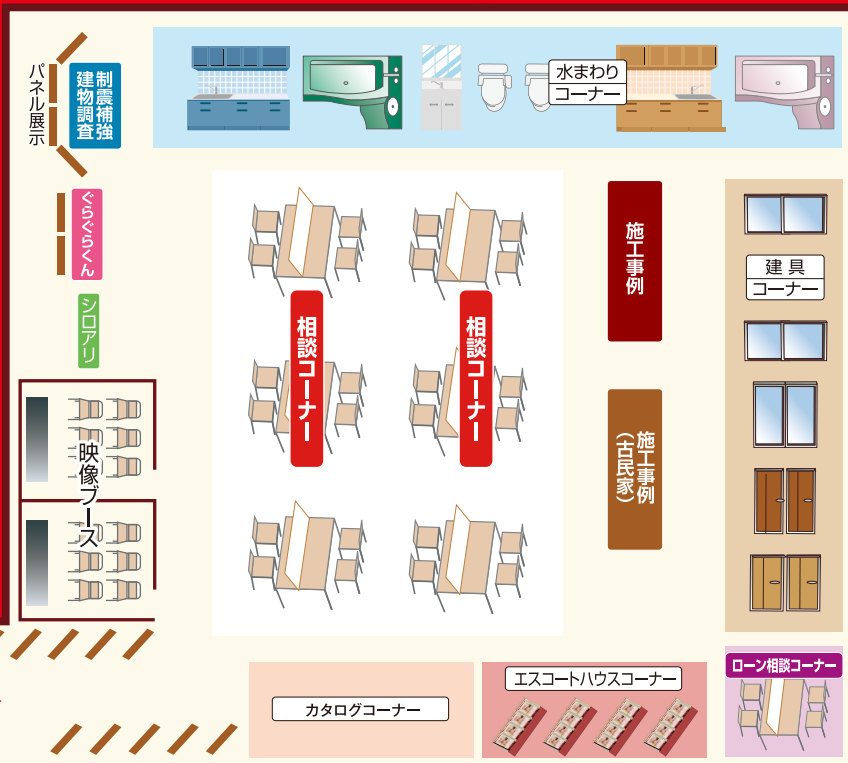 パネル展示
制震補強
建物調査
水まわり
コーナー
ぐらぐらくん
シロアリ
相談コーナー
相談コーナー
施工事例
施工事例
（古民家）
建具
コーナー
映像ブース
カタログコーナー
エスコートハウスコーナー
ローン相談コーナー